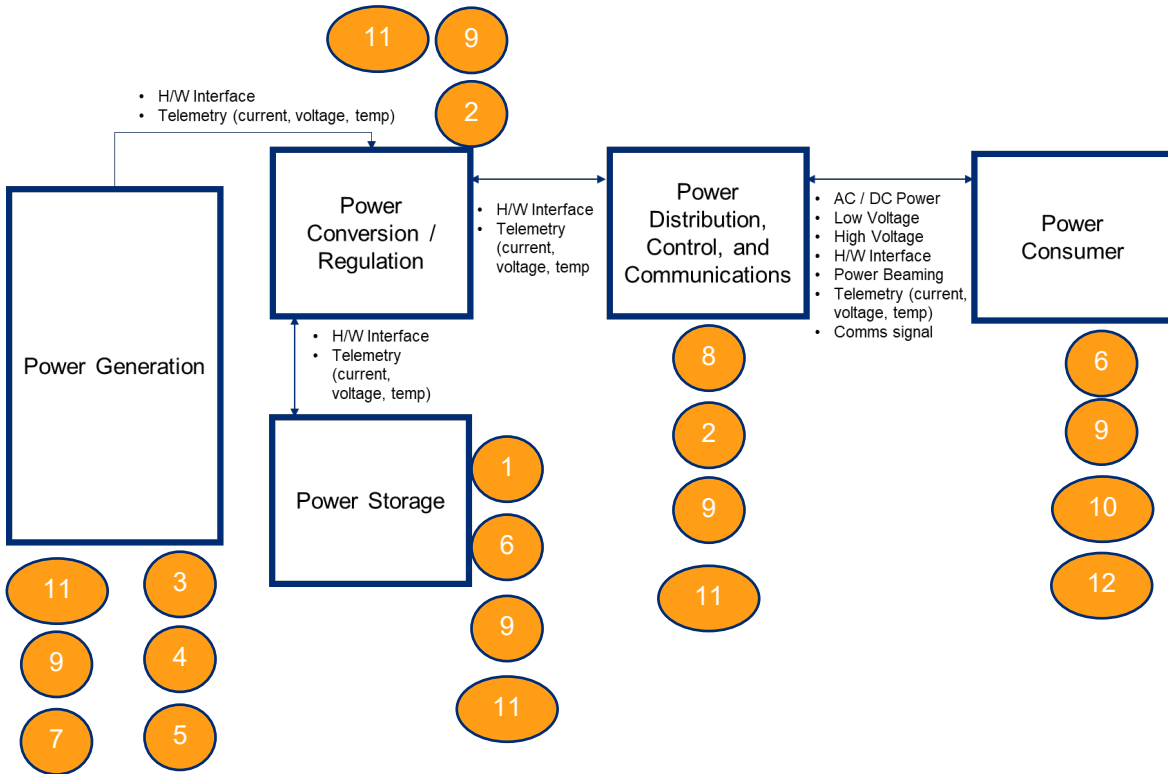 11
9
• H/W Interface
• Telemetry (current, voltage, temp)
2
Power Generation
Power
Conversion /
Regulation
• H/W Interface
• Telemetry
(current,
voltage, temp
Power
Distribution,
Control, and
Communications
• AC / DC Power
• Low Voltage
• High Voltage
• H/W Interface
• Power Beaming
• Telemetry (current,
voltage, temp)
• Comms signal
Power
Consumer
• H/W Interface
• Telemetry
(current,
voltage, temp)
Power Storage
1
6
9
11
8
2
9
11
6
9
10
12
11
3
9
4
7
5